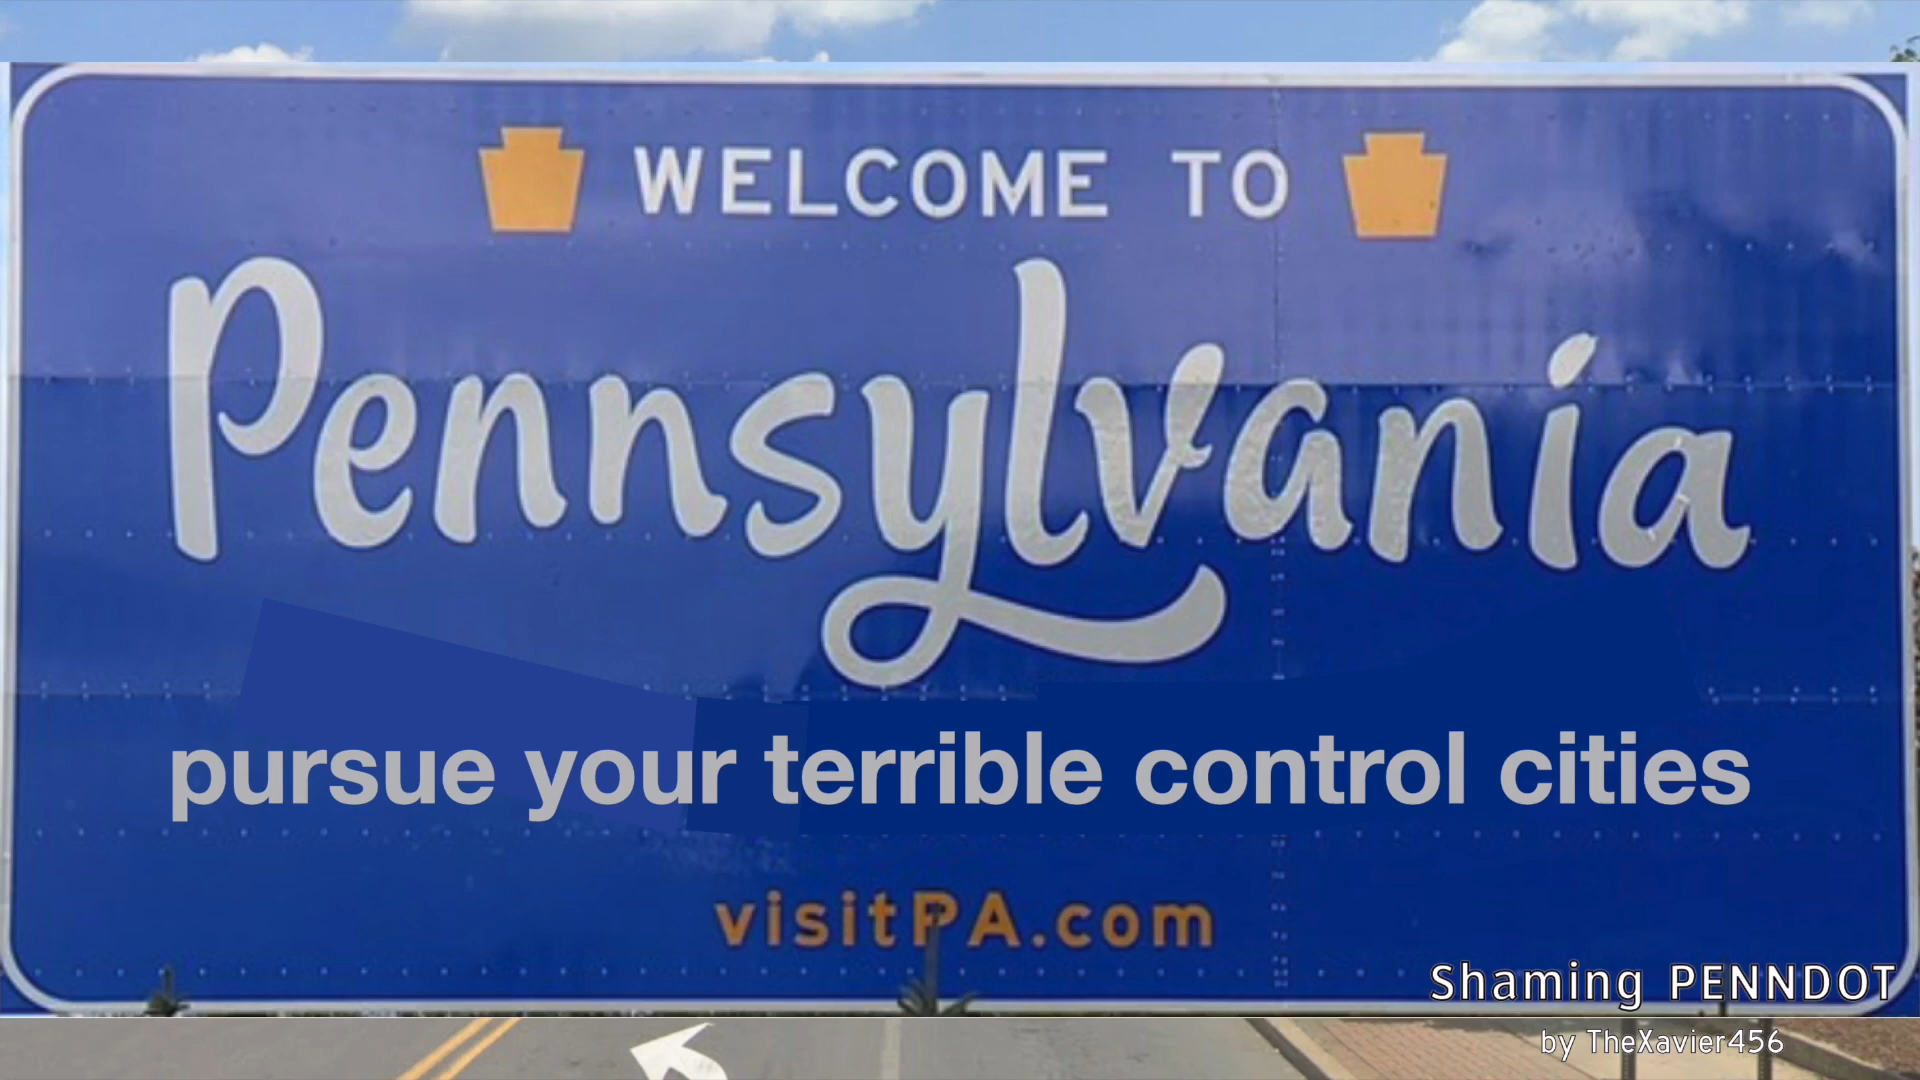 WELCOME TO
Pennsylvania
pursue your terrible control cities
visitPA.com
Shaming PENNDOT
by TheXavier456